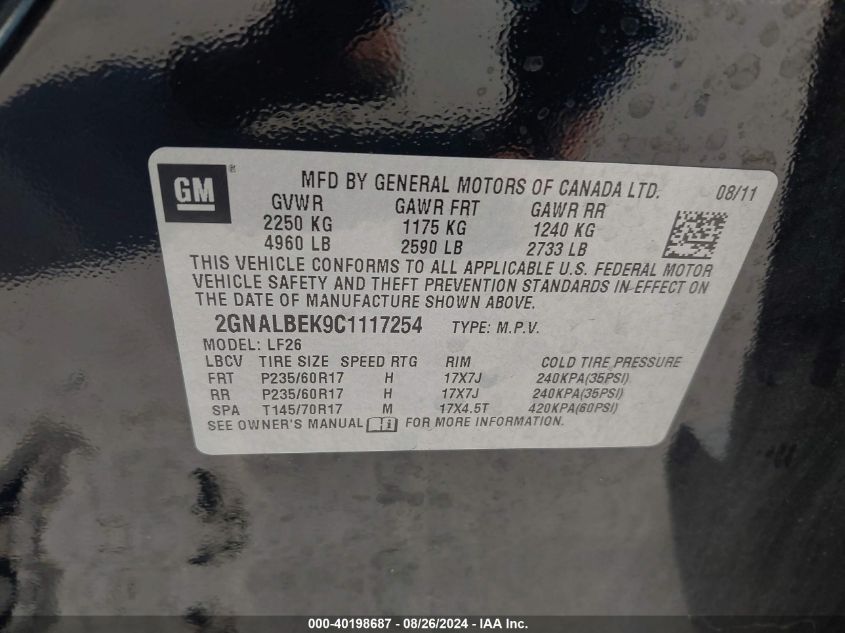 GM ®
MFD BY GENERAL MOTORS OF CANADA LTD. 08/11
GVWR GAWR FRT GAWR RR
2250 KG 1175 KG 1240 KG
4960 LB 2590 LB 2733 LB
THIS VEHICLE CONFORMS TO ALL APPLICABLE U.S. FEDERAL MOTOR
VEHICLE SAFETY AND THEFT PREVENTION STANDARDS IN EFFECT ON
THE DATE OF MANUFACTURE SHOWN ABOVE.
2GNALBEK9C1117254 TYPE: M.P.V.
MODEL: LF26
LBCV TIRE SIZE SPEED RTG RIM COLD TIRE PRESSURE
FRT P235/60R17 H 17X7J 240KPA(35PSI)
RR P235/60R17 H 17X7J 240KPA(35PSI)
SPA T145/70R17 M 17X4.5T 420KPA(60PSI)
SEE OWNER'S MANUAL FOR MORE INFORMATION.
000-40198687 - 08/26/2024 - IAA Inc.